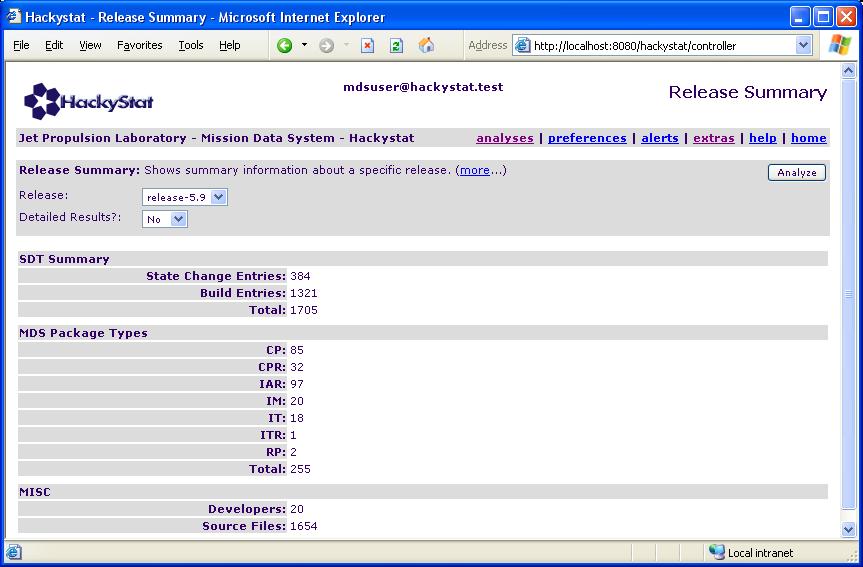 Hackystat - Release Summary - Microsoft Internet Explorer
File Edit View Favorites Tools Help
Address http://localhost:8080/hackystat/controller
HackyStat mdsuser@hackystat.test Release Summary
Jet Propulsion Laboratory - Mission Data System - Hackystat analyses | preferences | alerts | extras | help | home
Release Summary: Shows summary information about a specific release. (more...) Analyze
Release: release-5.9
Detailed Results?: No
SDT Summary
State Change Entries: 384
Build Entries: 1321
Total: 1705
MDS Package Types
CP: 85
CPR: 32
IAR: 97
IM: 20
IT: 18
ITR: 1
RP: 2
Total: 255
MISC
Developers: 20
Source Files: 1654
Local intranet